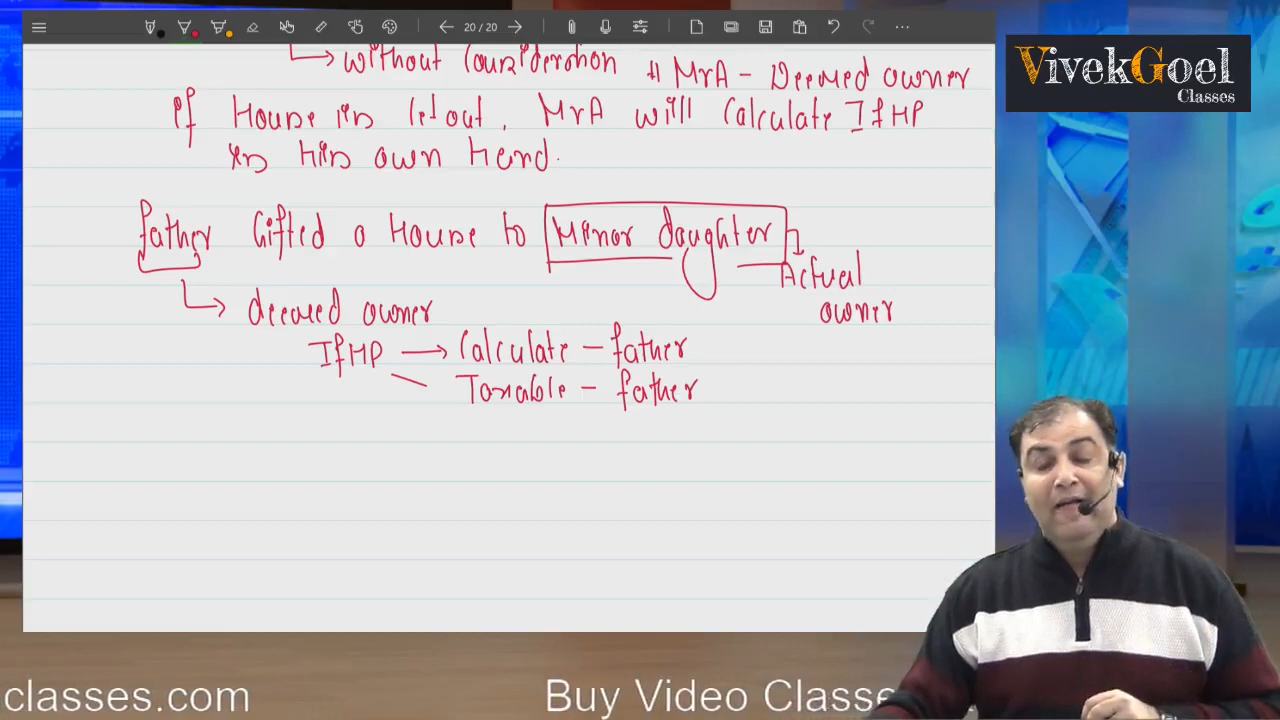 20/20
VivekGoel
Classes
without Consideration # MrA - Deemed owner
If House is let out, MrA will Calculate IfHP
in his own Hand.
father Gifted a House to Minor daughter
Actual
owner
deemed owner
IfHP → Calculate - father
Taxable - father
classes.com Buy Video Classe